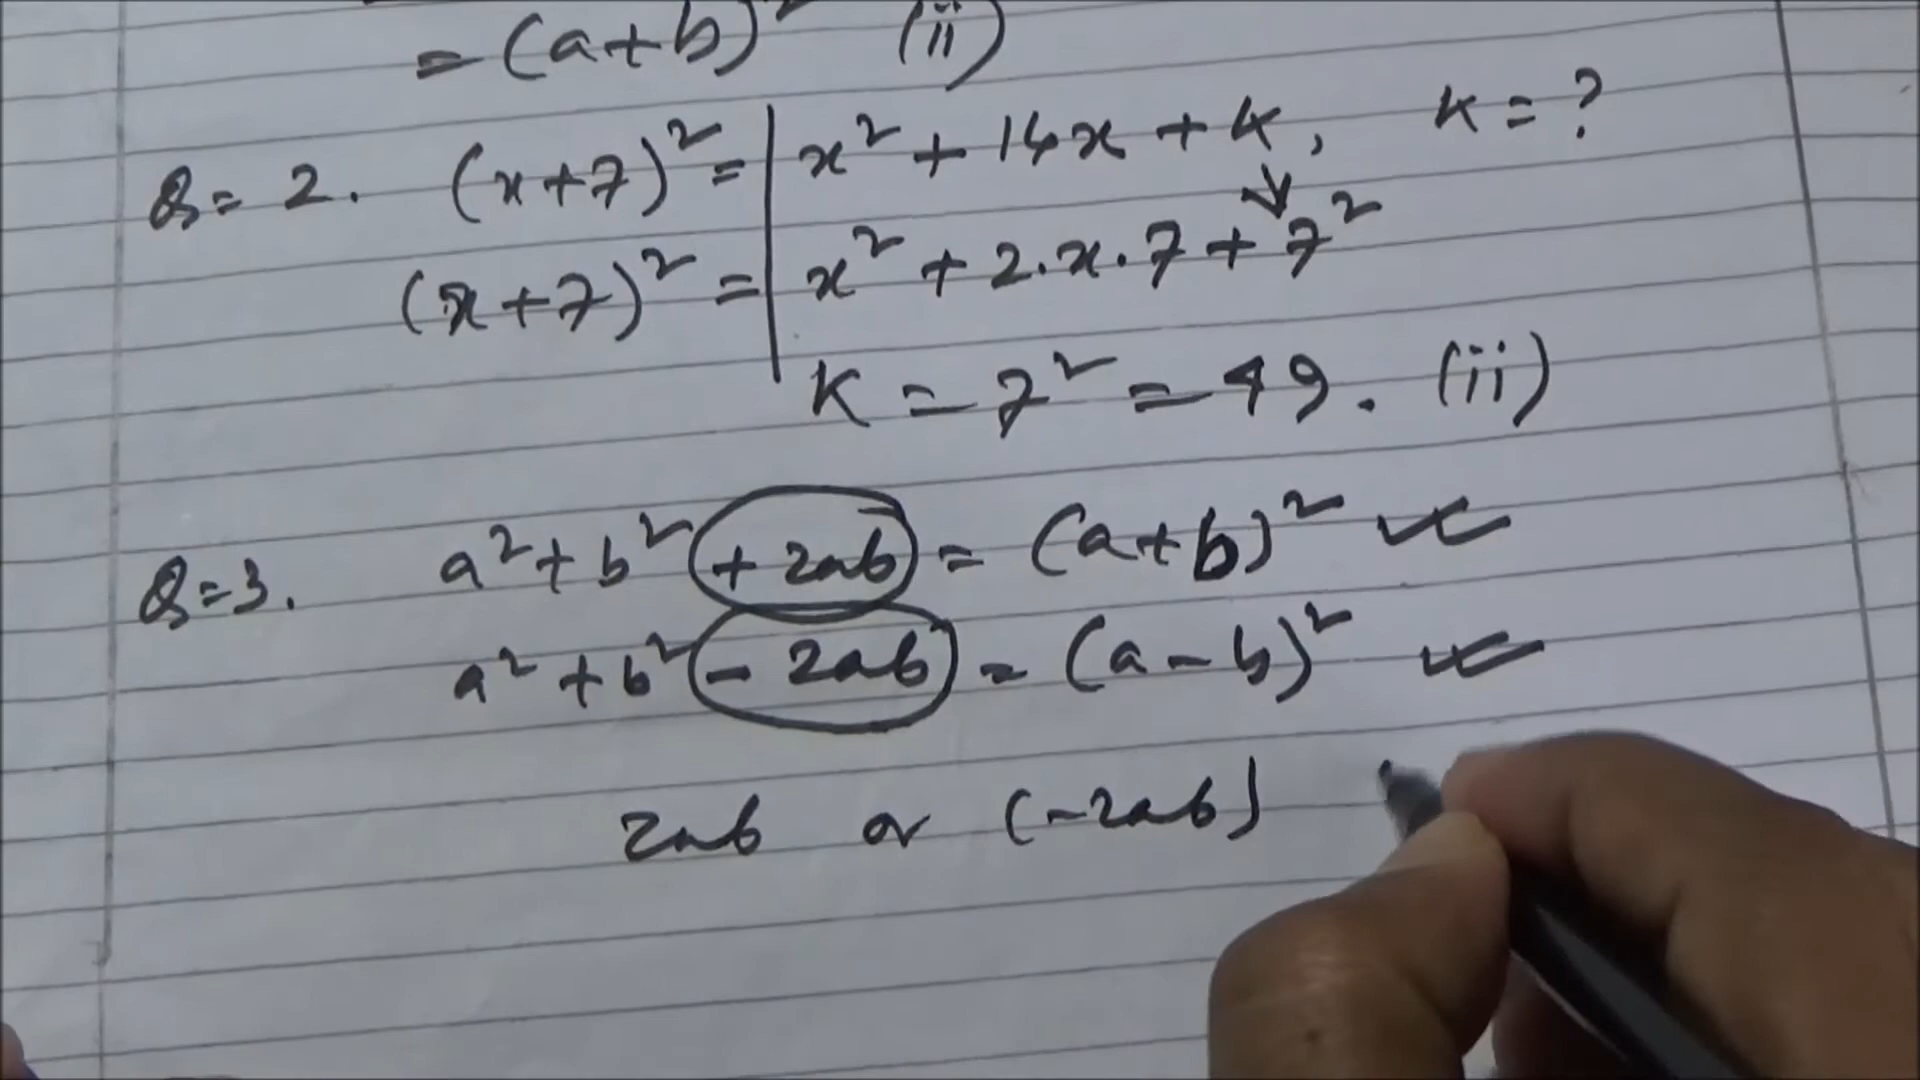 = (a+b)² (ii)
Q=2. (x+7)² = x² + 14x + k, k = ?
(x+7)² = x² + 2.x.7 + 7²
K = 7² = 49. (ii)
Q=3. a² + b² + 2ab = (a+b)²
a² + b² - 2ab = (a-b)²
2ab or (-2ab)